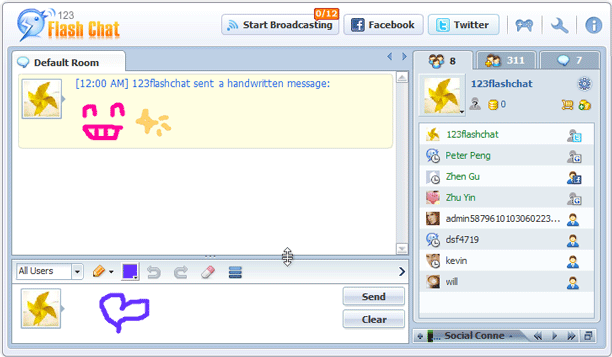 123
Flash Chat
Start Broadcasting
0/12
Facebook
Twitter
Default Room
8
311
7
[12:00 AM] 123flashchat sent a handwritten message:
123flashchat
0
123flashchat
Peter Peng
Zhen Gu
Zhu Yin
admin5879610103060223...
dsf4719
kevin
will
All Users
Send
Clear
... Social Conne